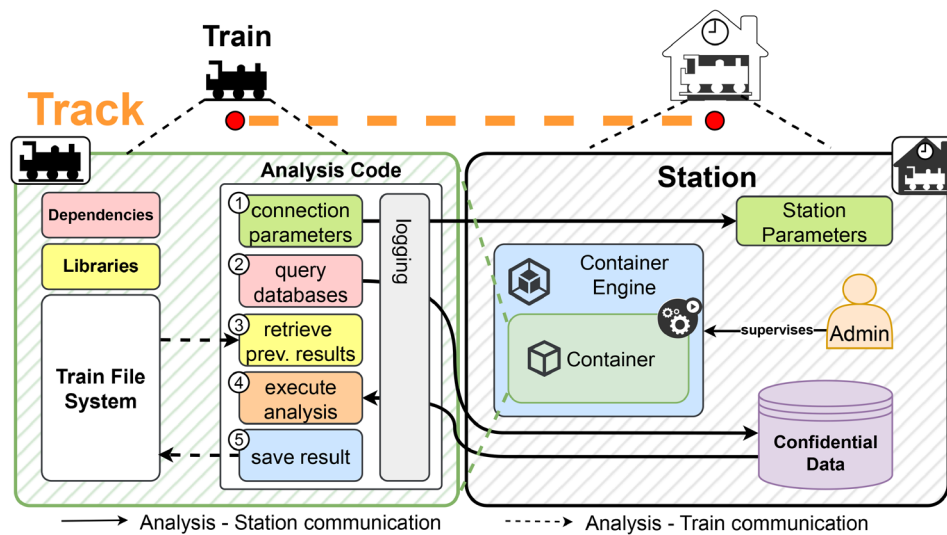 Train
Track
Analysis Code
Dependencies
Libraries
Train File
System
1
connection
parameters
2
query
databases
3
retrieve
prev. results
4
execute
analysis
5
save result
logging
Station
Station
Parameters
Container
Engine
Container
supervises
Admin
Confidential
Data
Analysis - Station communication
Analysis - Train communication